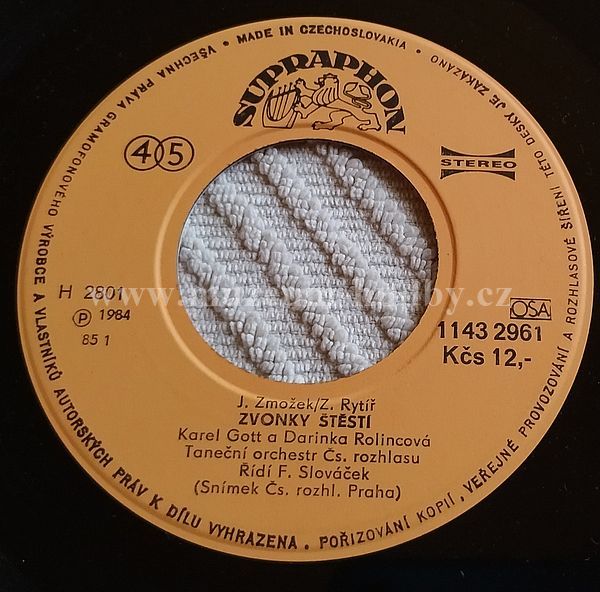 VŠECHNA PRÁVA GRAMOFONOVÉHO VÝROBCE A VLASTNÍKŮ AUTORSKÝCH PRÁV K DÍLU VYHRAZENA. POŘIZOVÁNÍ KOPIÍ, VEŘEJNÉ PROVOZOVÁNÍ A ROZHLASOVÉ ŠÍŘENÍ TÉTO DESKY JE ZAKÁZÁNO • MADE IN CZECHOSLOVAKIA •
SUPRAPHON
45
STEREO
H 2801
Ⓟ 1984
85 1
OSA
1143 2961
Kčs 12,-
J. Zmožek/Z. Rytíř
ZVONKY ŠTĚSTÍ
Karel Gott a Darinka Rolincová
Taneční orchestr Čs. rozhlasu
Řídí F. Slováček
(Snímek Čs. rozhl. Praha)